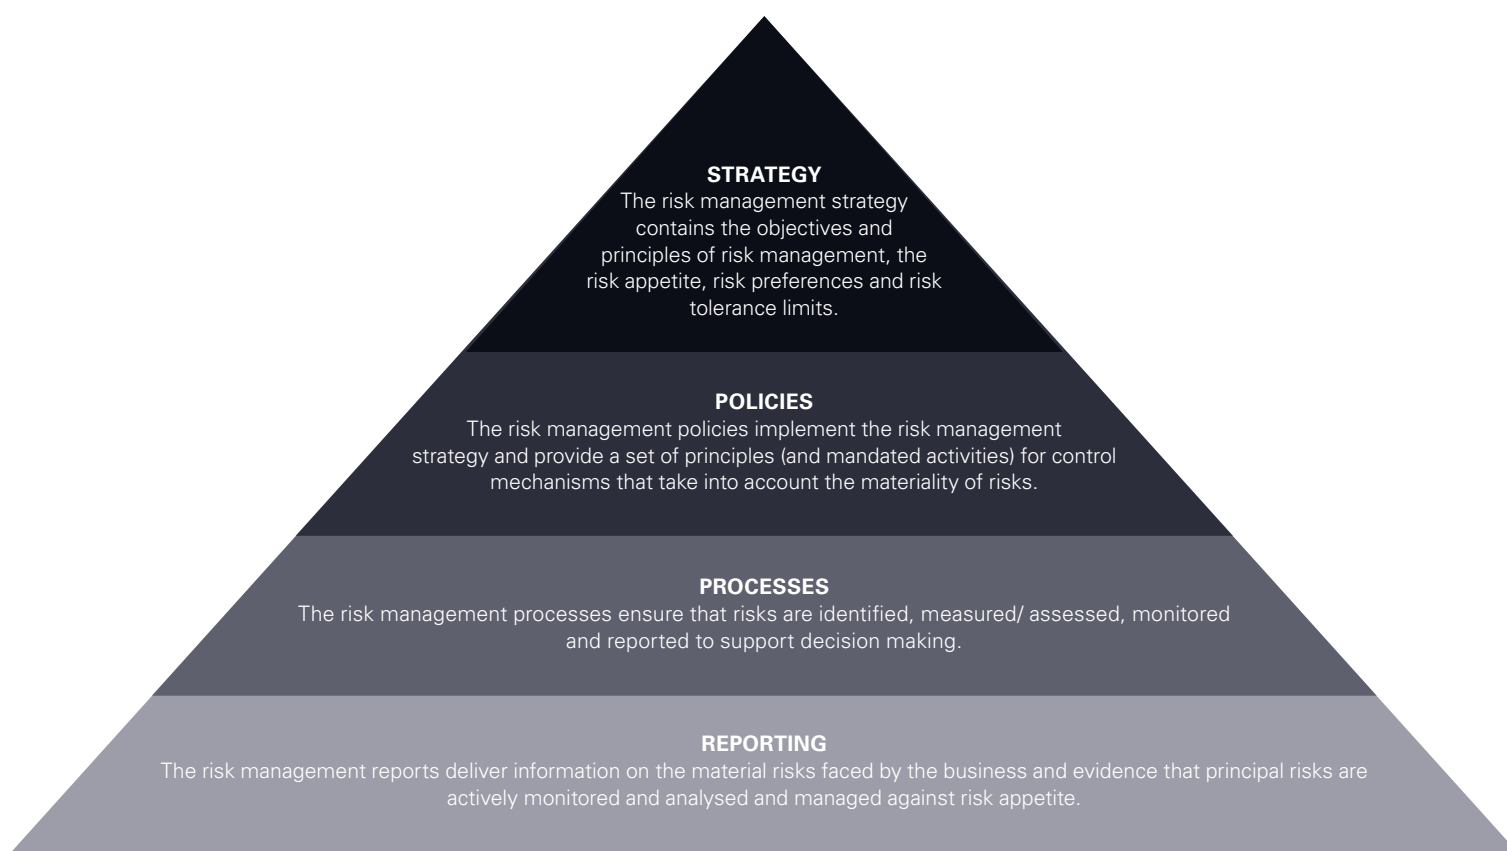 STRATEGY
The risk management strategy
contains the objectives and
principles of risk management, the
risk appetite, risk preferences and risk
tolerance limits.
POLICIES
The risk management policies implement the risk management
strategy and provide a set of principles (and mandated activities) for control
mechanisms that take into account the materiality of risks.
PROCESSES
The risk management processes ensure that risks are identified, measured/ assessed, monitored
and reported to support decision making.
REPORTING
The risk management reports deliver information on the material risks faced by the business and evidence that principal risks are
actively monitored and analysed and managed against risk appetite.